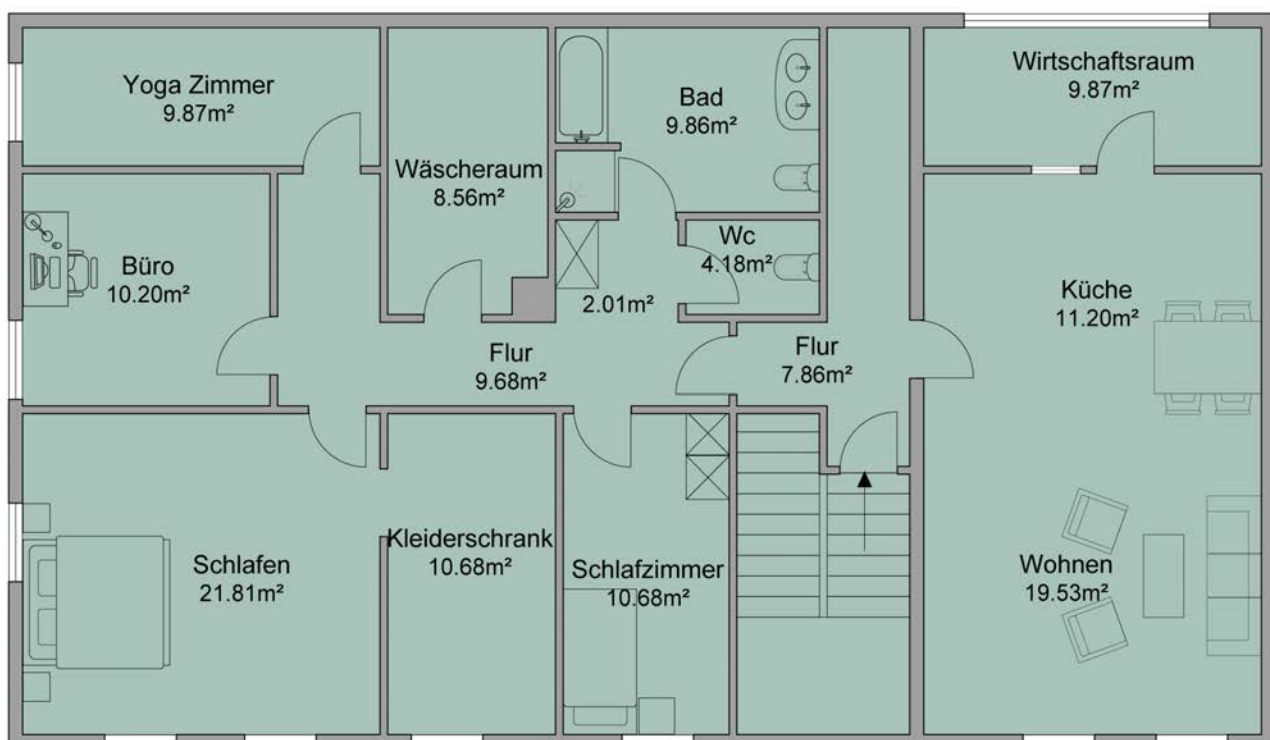 Yoga Zimmer
9.87m²
Wäscheraum
8.56m²
Bad
9.86m²
Wirtschaftsraum
9.87m²
Büro
10.20m²
Wc
4.18m²
2.01m²
Küche
11.20m²
Flur
9.68m²
Flur
7.86m²
Schlafen
21.81m²
Kleiderschrank
10.68m²
Schlafzimmer
10.68m²
Wohnen
19.53m²